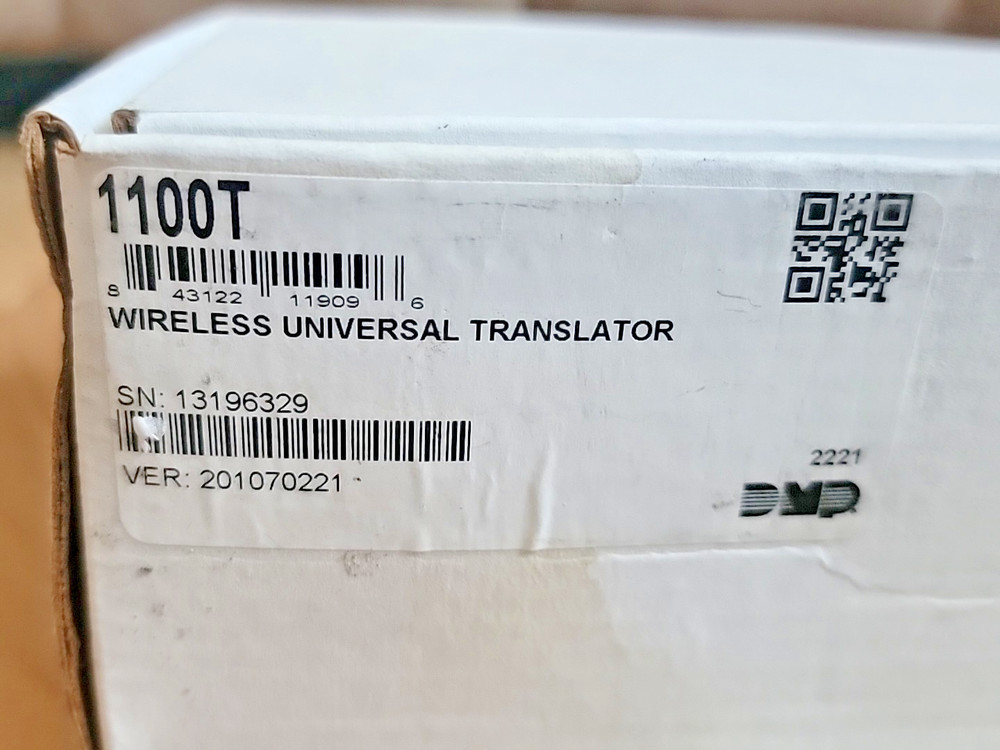 1100T
8 43122 11909 6
WIRELESS UNIVERSAL TRANSLATOR
SN: 13196329
VER: 201070221
2221
DMP